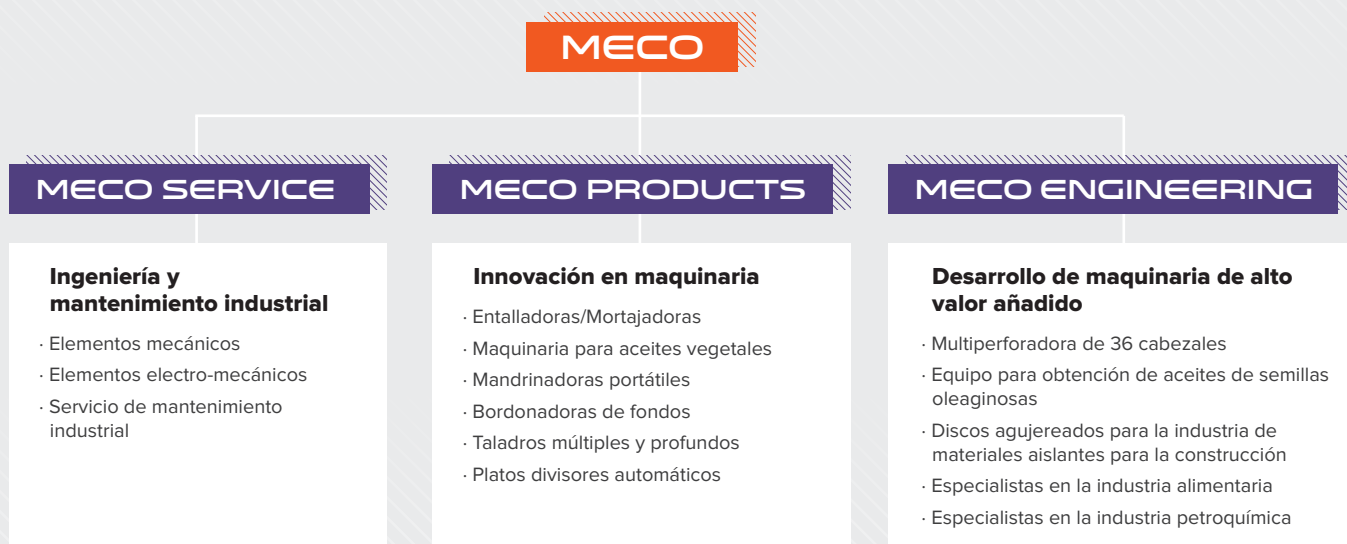 MECO
MECO SERVICE
Ingeniería y
mantenimiento industrial
· Elementos mecánicos
· Elementos electro-mecánicos
· Servicio de mantenimiento
industrial
MECO PRODUCTS
Innovación en maquinaria
· Entalladoras/Mortajadoras
· Maquinaria para aceites vegetales
· Mandrinadoras portátiles
· Bordonadoras de fondos
· Taladros múltiples y profundos
· Platos divisores automáticos
MECO ENGINEERING
Desarrollo de maquinaria de alto
valor añadido
· Multiperforadora de 36 cabezales
· Equipo para obtención de aceites de semillas
oleaginosas
· Discos agujereados para la industria de
materiales aislantes para la construcción
· Especialistas en la industria alimentaria
· Especialistas en la industria petroquímica